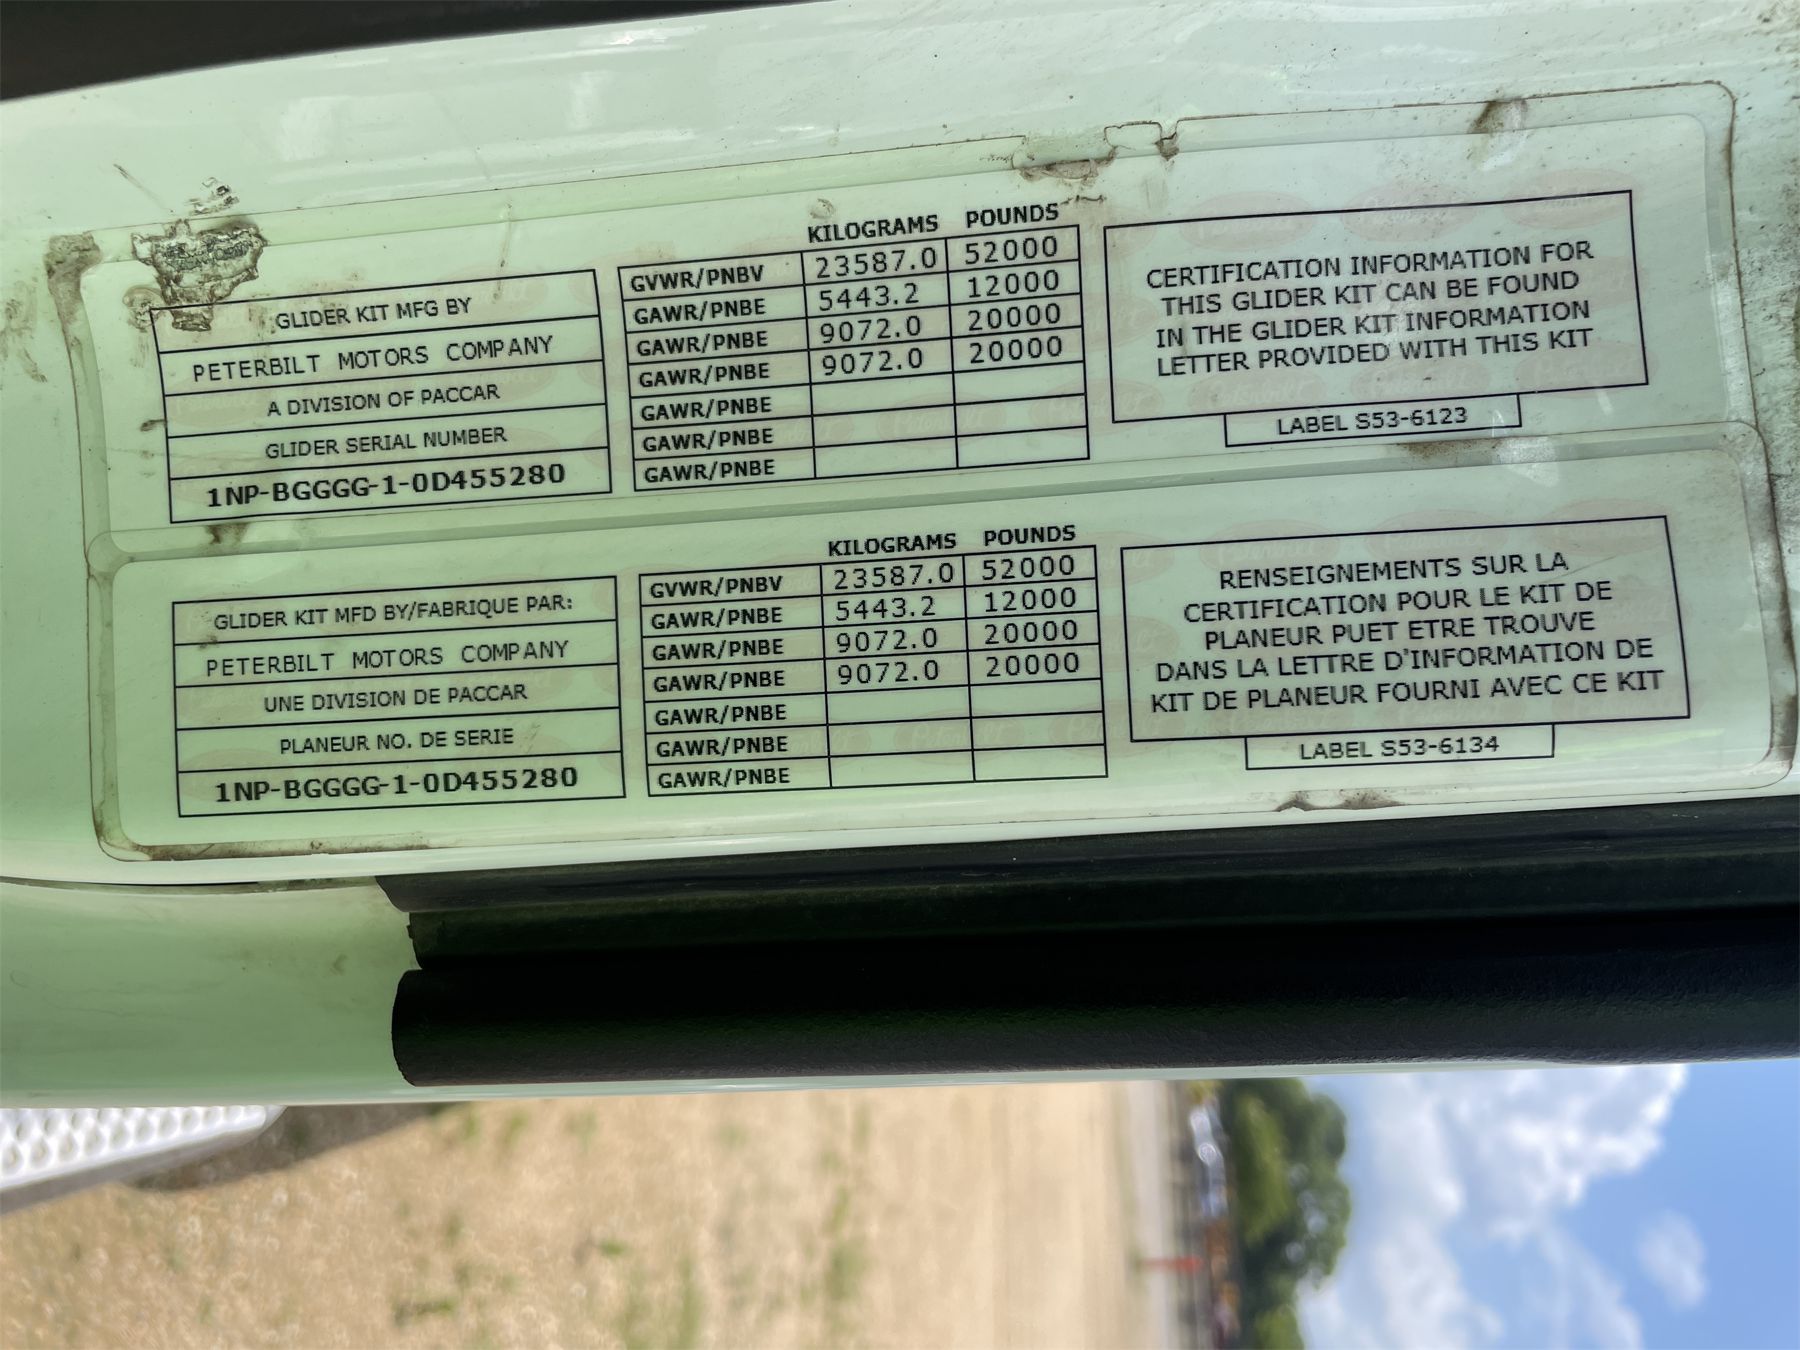 GLIDER KIT MFG BY
PETERBILT MOTORS COMPANY
A DIVISION OF PACCAR
GLIDER SERIAL NUMBER
1NP-BGGGG-1-0D455280
KILOGRAMS POUNDS
GVWR/PNBV 23587.0 52000
GAWR/PNBE 5443.2 12000
GAWR/PNBE 9072.0 20000
GAWR/PNBE 9072.0 20000
GAWR/PNBE
GAWR/PNBE
GAWR/PNBE
CERTIFICATION INFORMATION FOR
THIS GLIDER KIT CAN BE FOUND
IN THE GLIDER KIT INFORMATION
LETTER PROVIDED WITH THIS KIT
LABEL S53-6123
GLIDER KIT MFD BY/FABRIQUE PAR:
PETERBILT MOTORS COMPANY
UNE DIVISION DE PACCAR
PLANEUR NO. DE SERIE
1NP-BGGGG-1-0D455280
KILOGRAMS POUNDS
GVWR/PNBV 23587.0 52000
GAWR/PNBE 5443.2 12000
GAWR/PNBE 9072.0 20000
GAWR/PNBE 9072.0 20000
GAWR/PNBE
GAWR/PNBE
GAWR/PNBE
RENSEIGNEMENTS SUR LA
CERTIFICATION POUR LE KIT DE
PLANEUR PUET ETRE TROUVE
DANS LA LETTRE D'INFORMATION DE
KIT DE PLANEUR FOURNI AVEC CE KIT
LABEL S53-6134